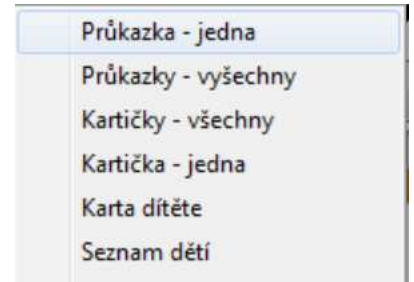 Průkazka - jedna
Průkazky - vyšechny
Kartičky - všechny
Kartička - jedna
Karta dítěte
Seznam dětí